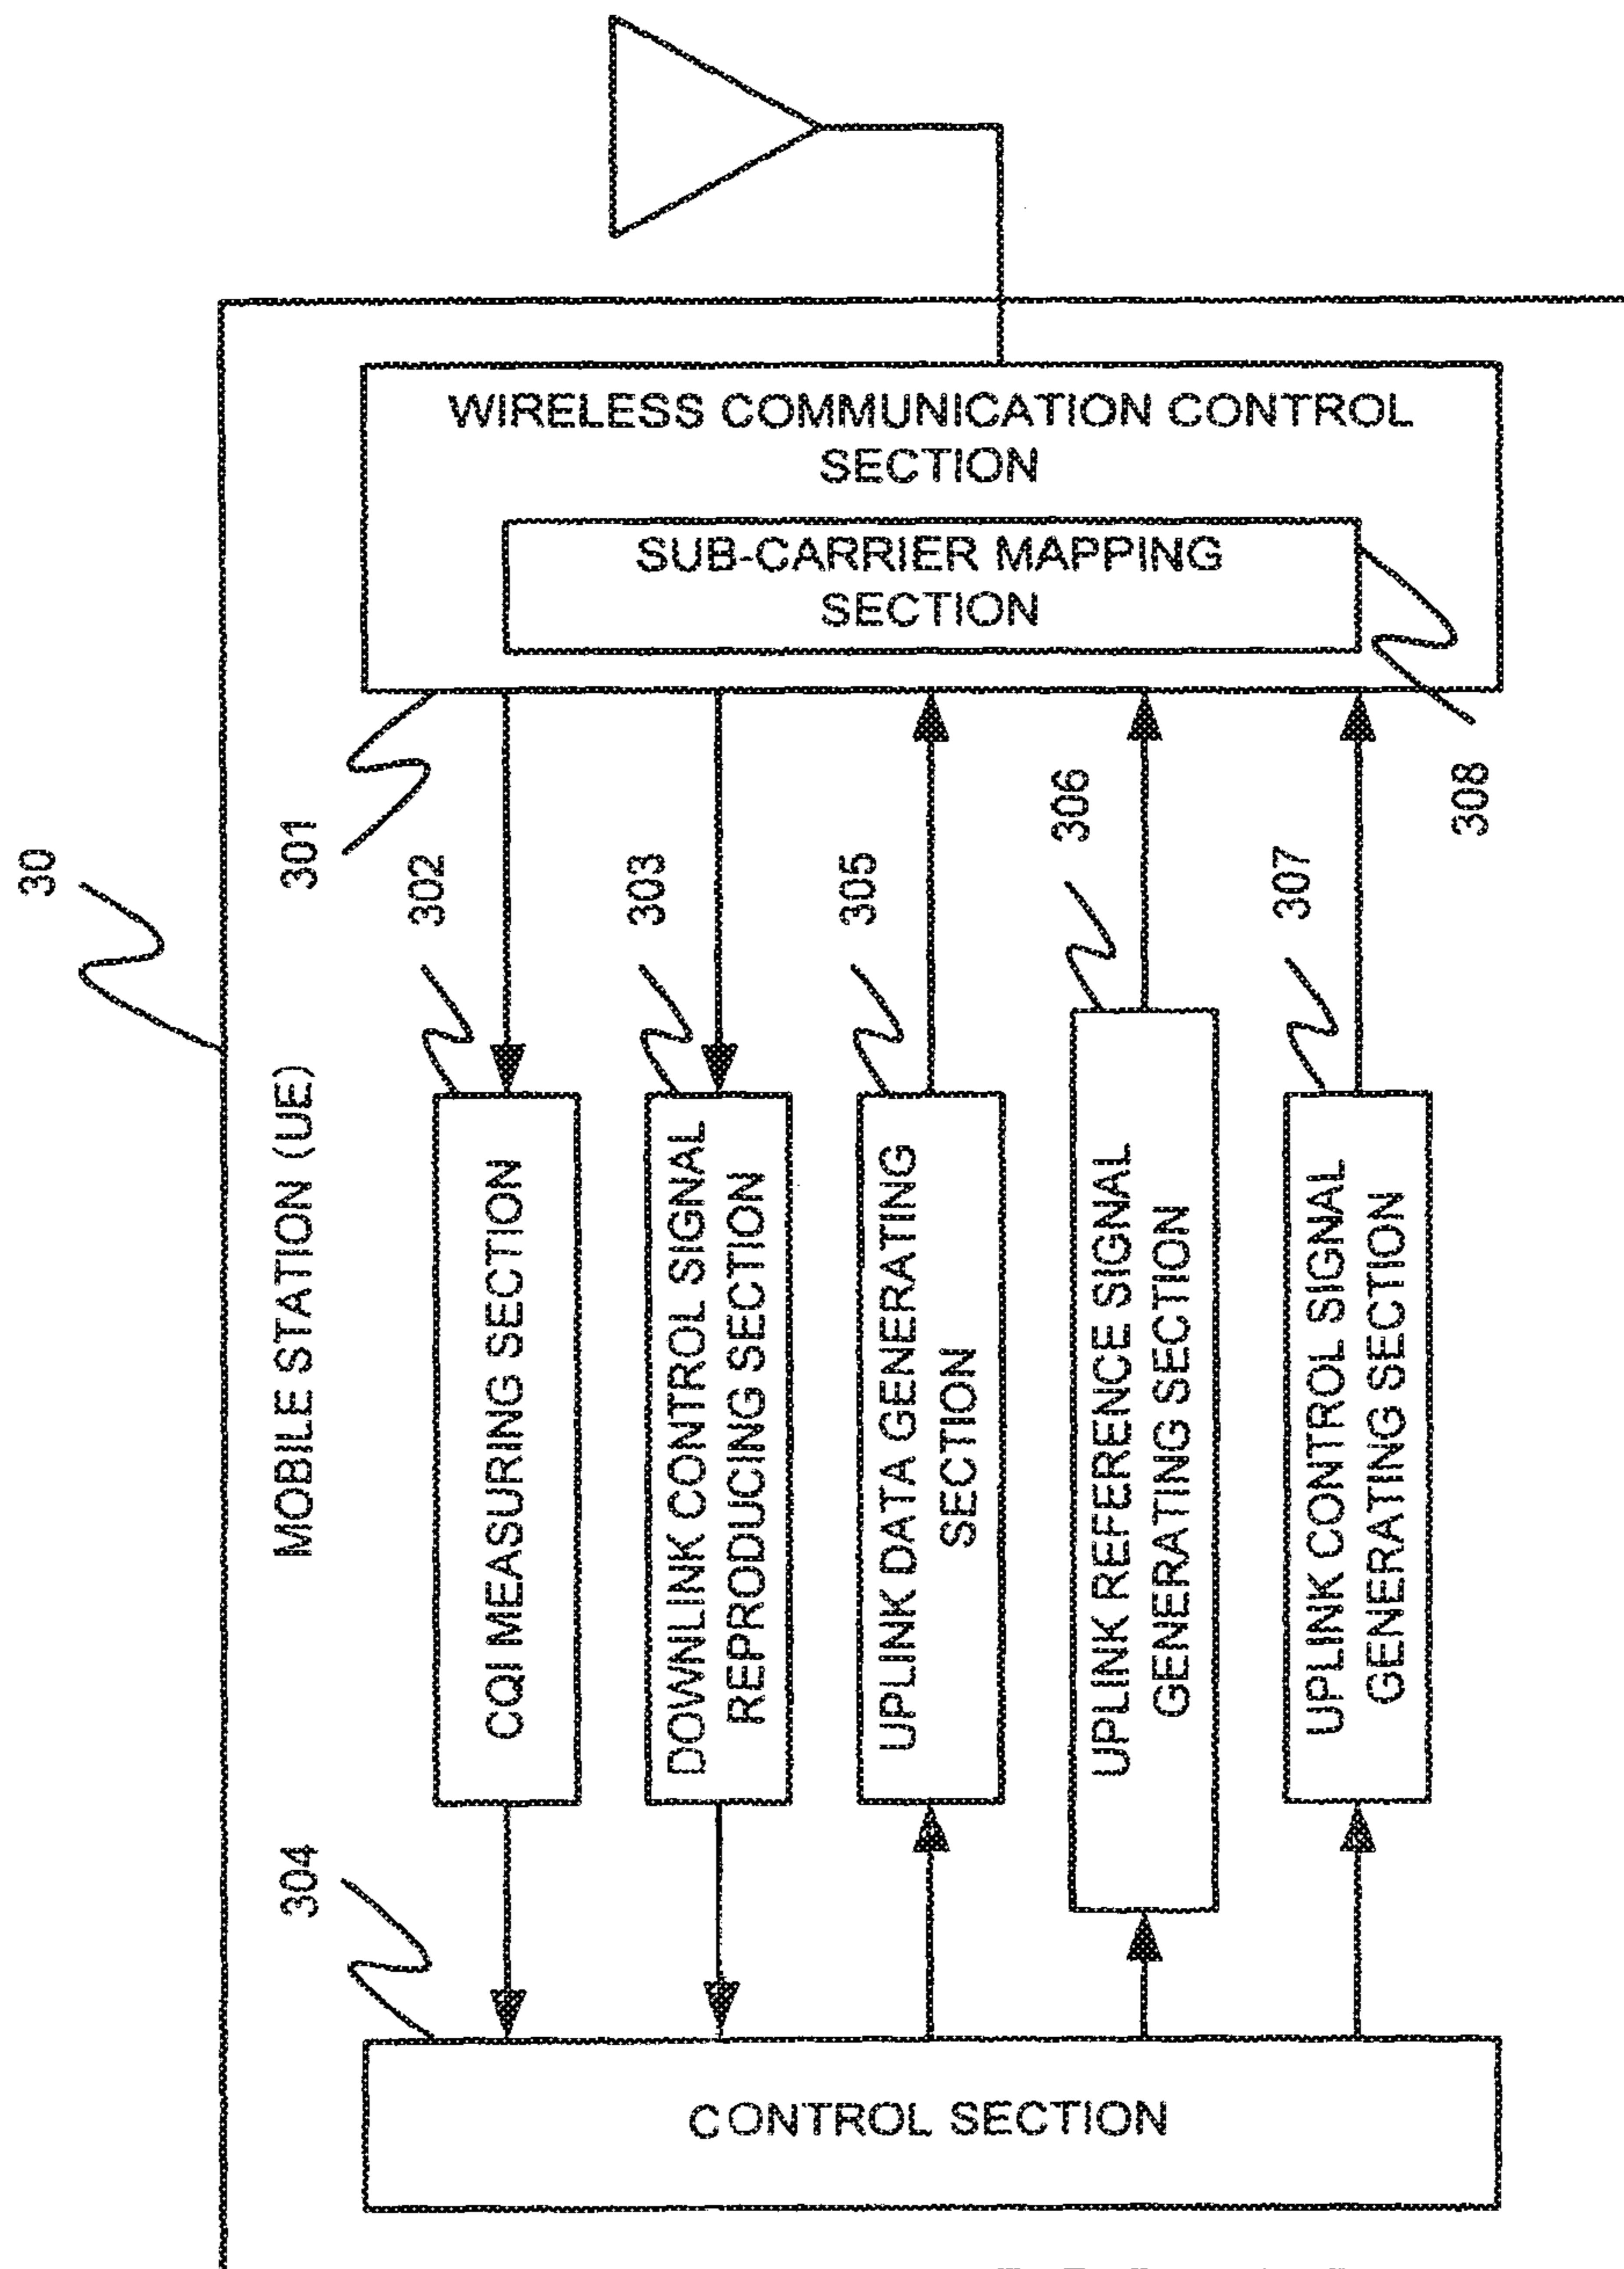 30
MOBILE STATION (UE)
WIRELESS COMMUNICATION CONTROL
SECTION
SUB-CARRIER MAPPING
SECTION
301
302
303
305
306
307
308
CQI MEASURING SECTION
DOWNLINK CONTROL SIGNAL
REPRODUCING SECTION
UPLINK DATA GENERATING
SECTION
UPLINK REFERENCE SIGNAL
GENERATING SECTION
UPLINK CONTROL SIGNAL
GENERATING SECTION
304
CONTROL SECTION